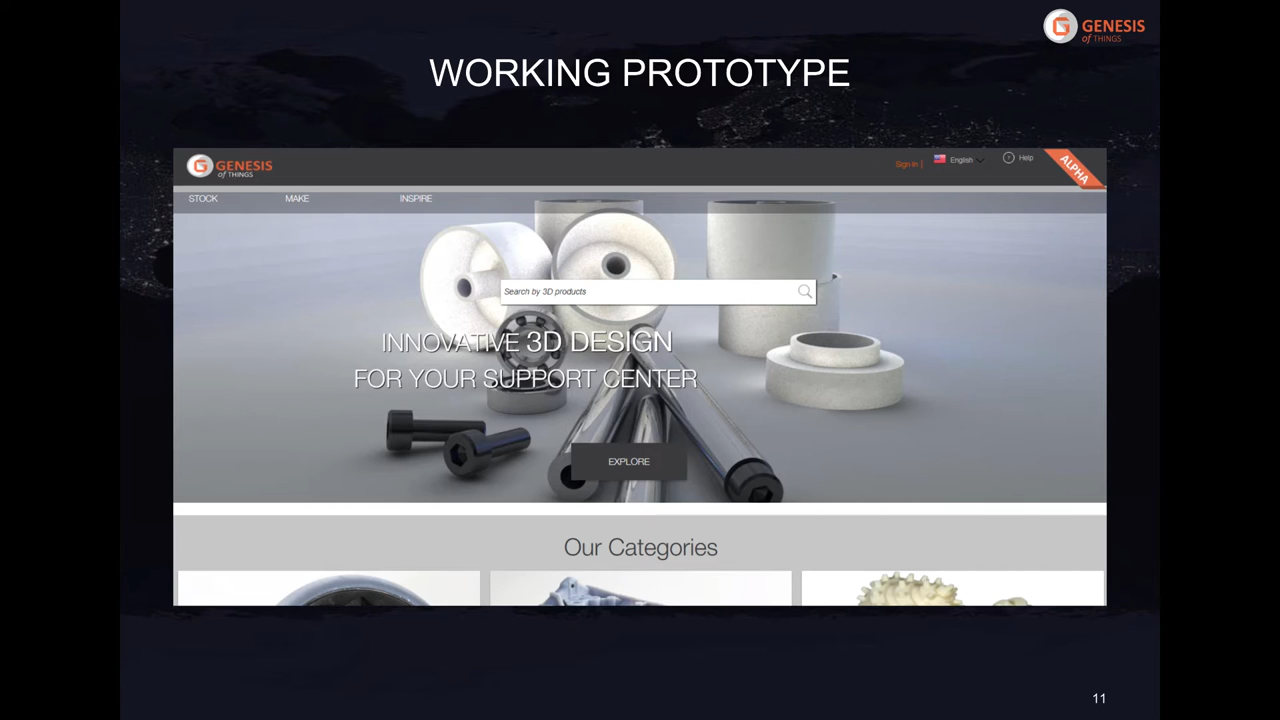 GENESIS
of THINGS
WORKING PROTOTYPE
GENESIS
of THINGS
Sign In |
English
Help
ALPHA
STOCK
MAKE
INSPIRE
Search by 3D products
INNOVATIVE 3D DESIGN
FOR YOUR SUPPORT CENTER
EXPLORE
Our Categories
11